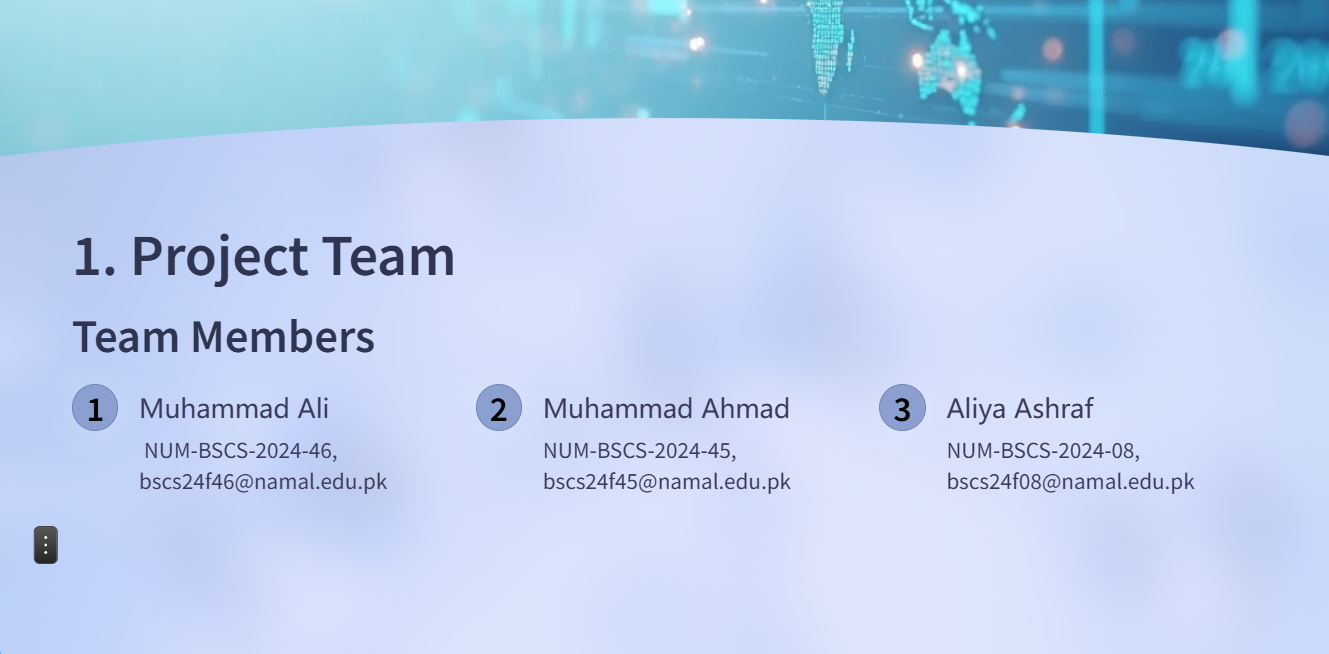 1. Project Team
Team Members
1 Muhammad Ali
NUM-BSCS-2024-46,
bscs24f46@namal.edu.pk
2 Muhammad Ahmad
NUM-BSCS-2024-45,
bscs24f45@namal.edu.pk
3 Aliya Ashraf
NUM-BSCS-2024-08,
bscs24f08@namal.edu.pk